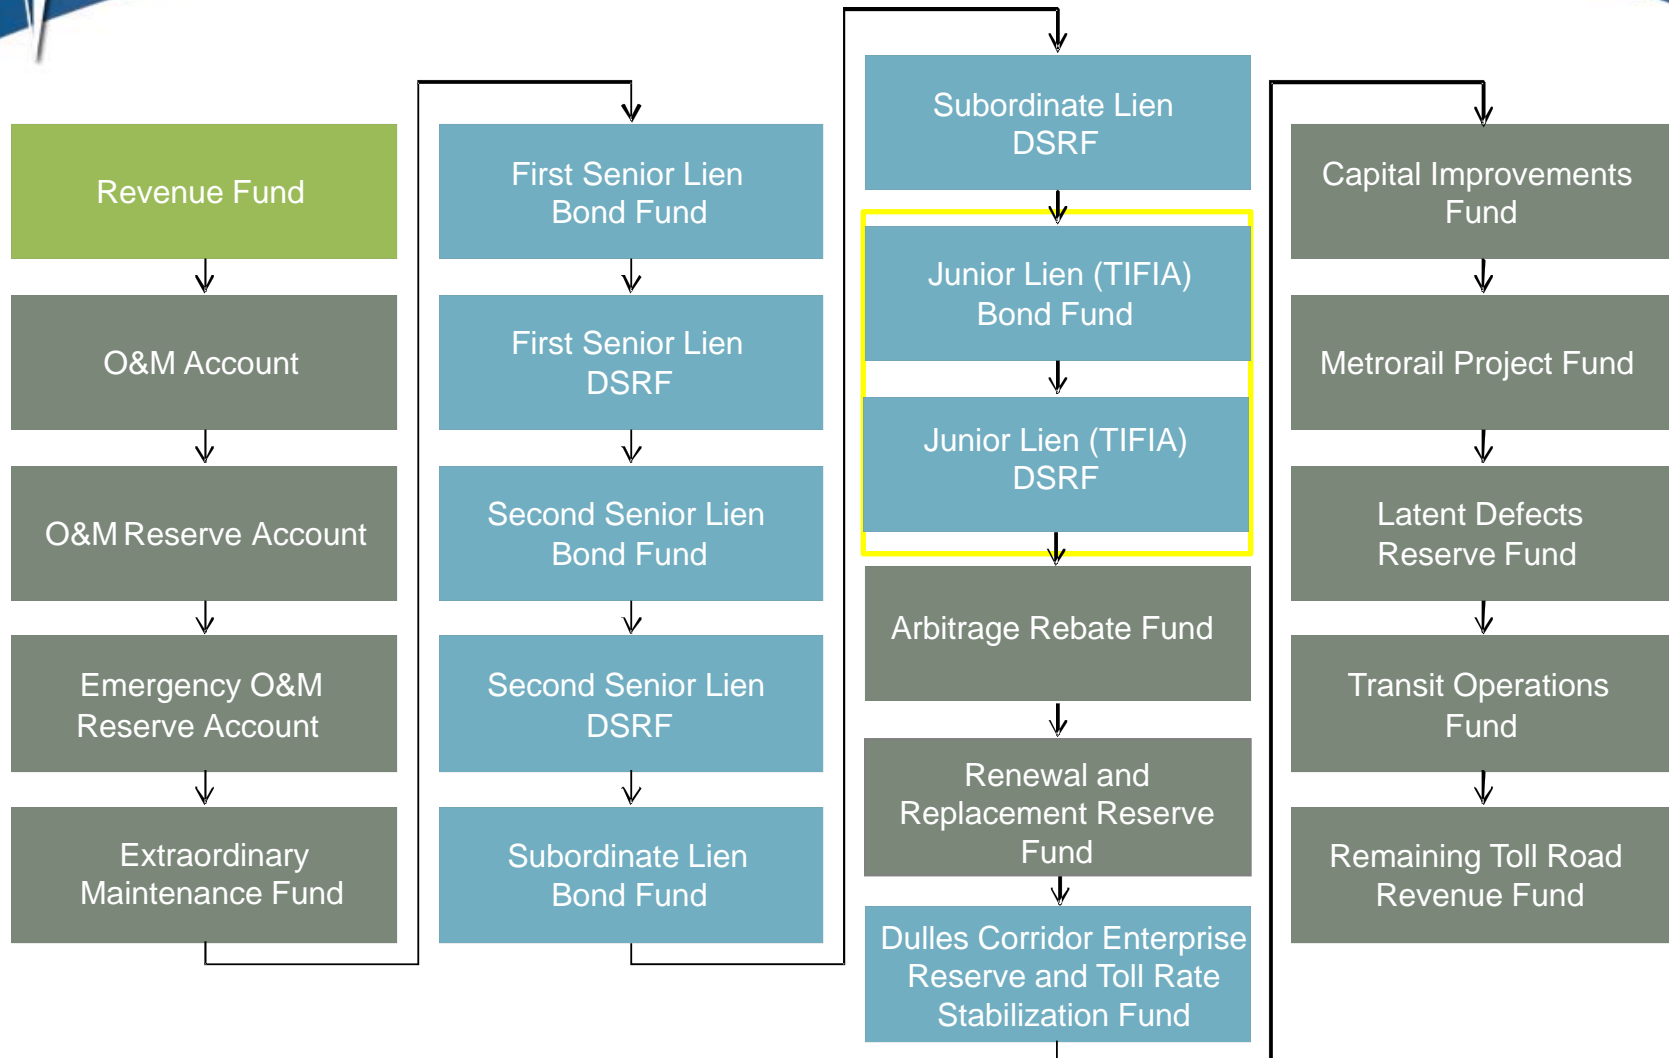 Revenue Fund
O&M Account
O&M Reserve Account
Emergency O&M
Reserve Account
Extraordinary
Maintenance Fund
First Senior Lien
Bond Fund
First Senior Lien
DSRF
Second Senior Lien
Bond Fund
Second Senior Lien
DSRF
Subordinate Lien
Bond Fund
Subordinate Lien
DSRF
Junior Lien (TIFIA)
Bond Fund
Junior Lien (TIFIA)
DSRF
Arbitrage Rebate Fund
Renewal and
Replacement Reserve
Fund
Dulles Corridor Enterprise
Reserve and Toll Rate
Stabilization Fund
Capital Improvements
Fund
Metrorail Project Fund
Latent Defects
Reserve Fund
Transit Operations
Fund
Remaining Toll Road
Revenue Fund